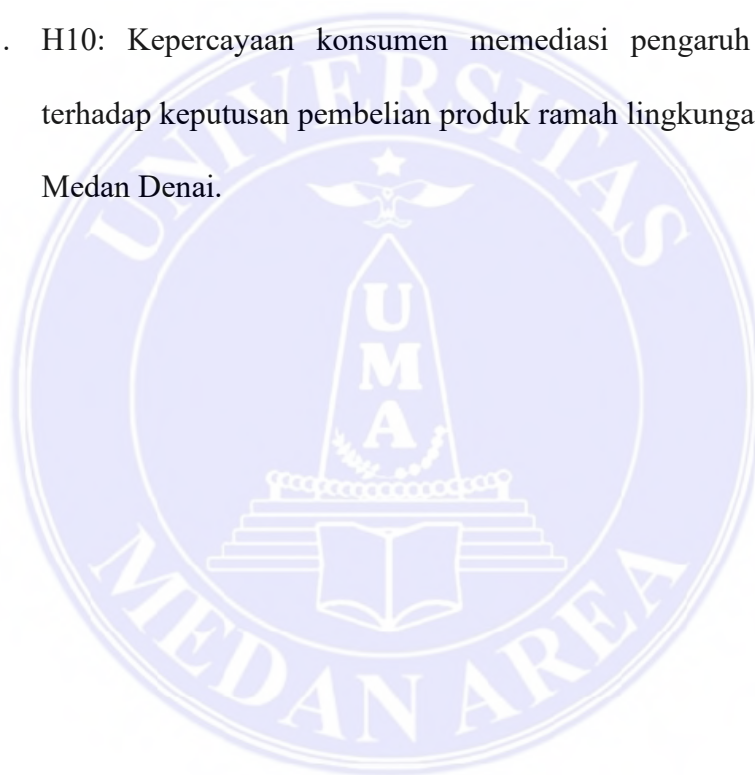 . H10: Kepercayaan konsumen memediasi pengaruh
terhadap keputusan pembelian produk ramah lingkunga
Medan Denai.
UNIVERSITAS
U
M
A
MEDAN AREA